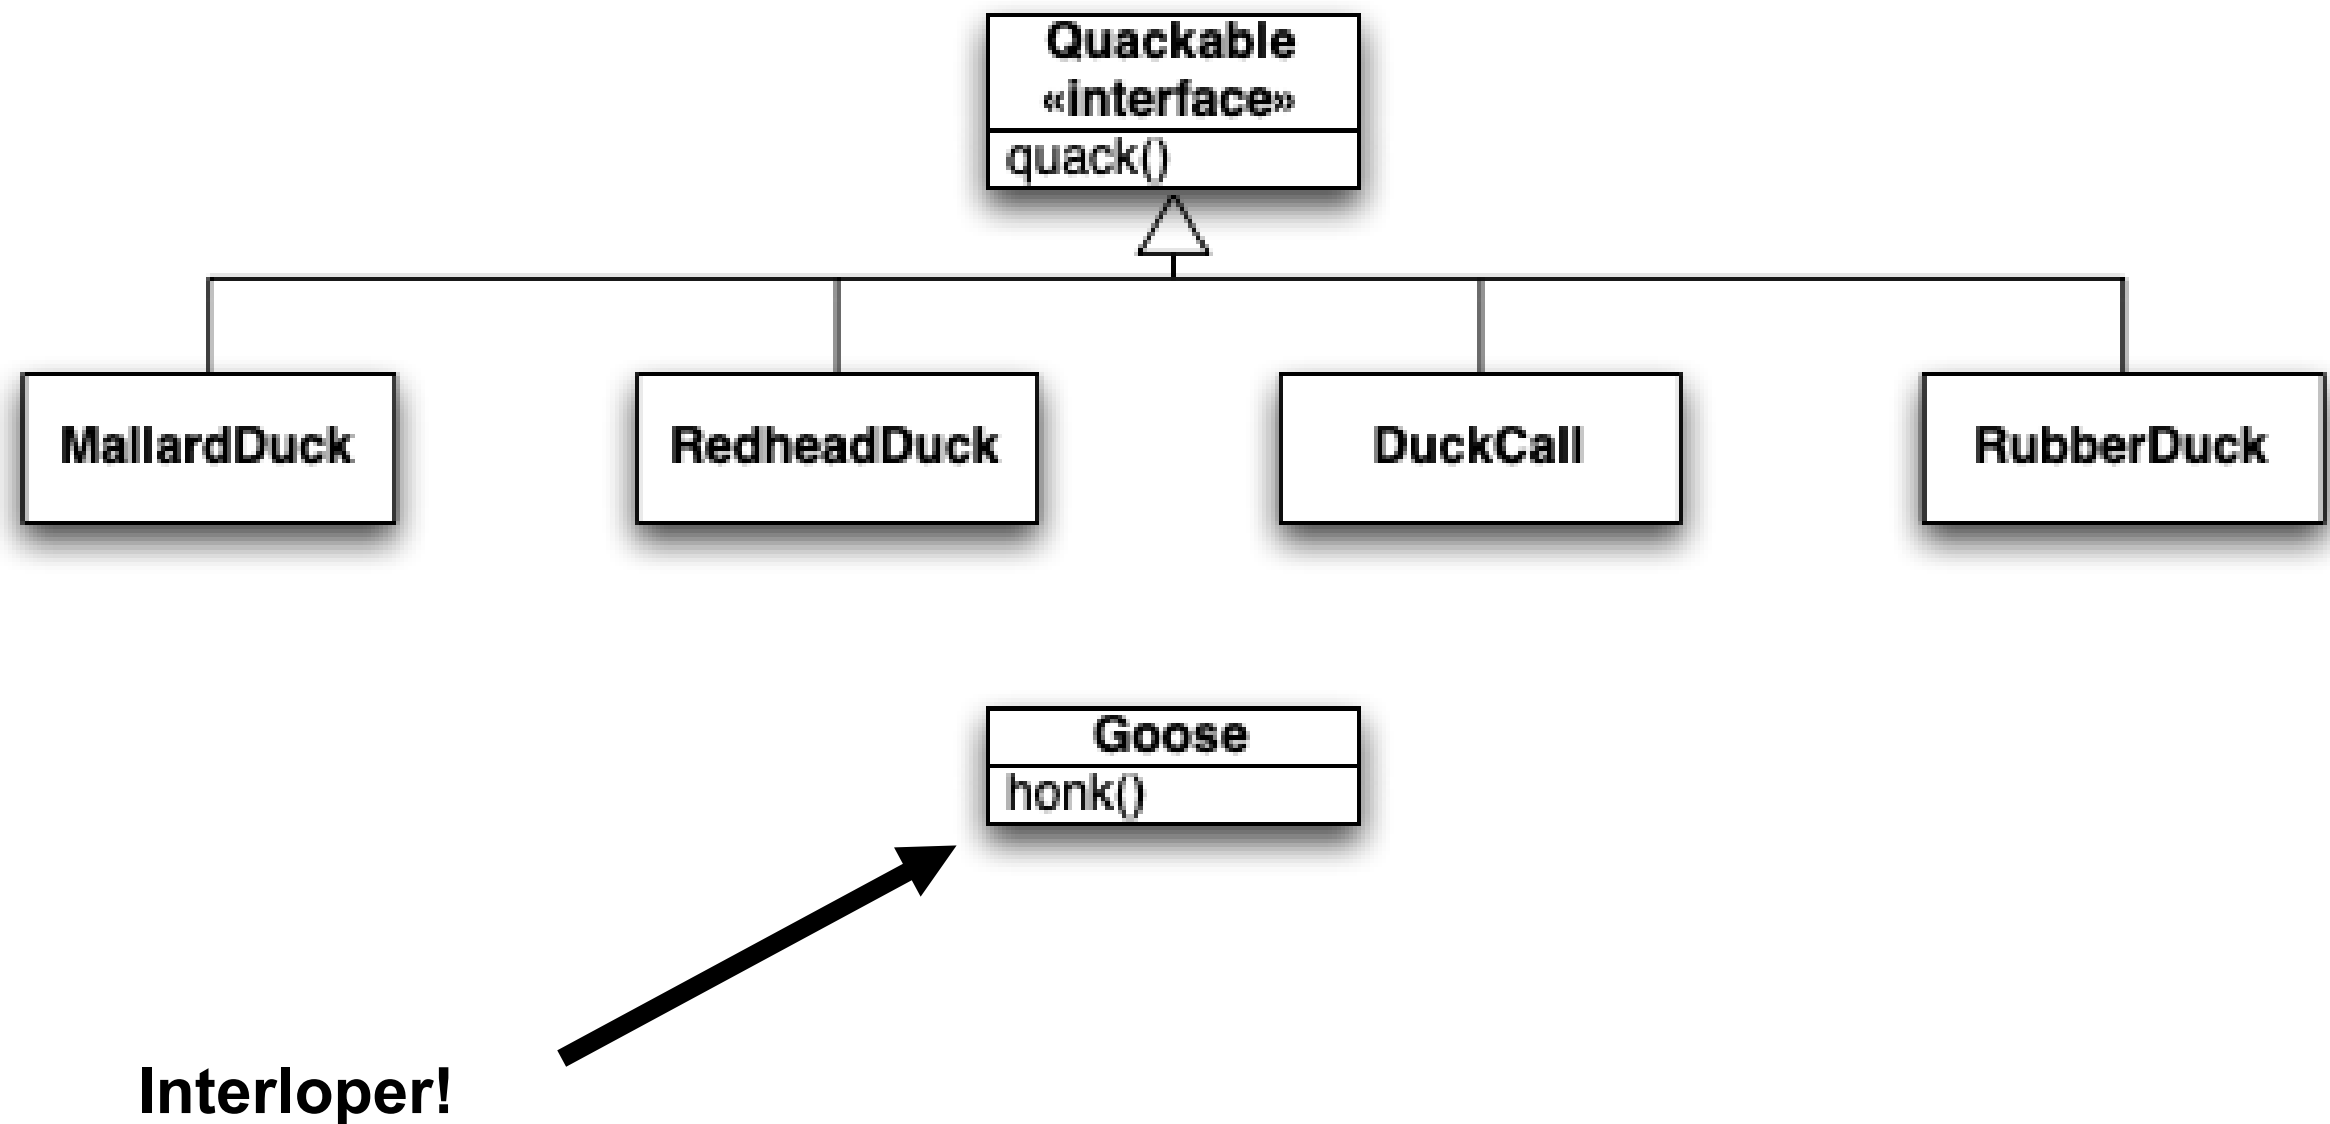 Quackable
«interface»
quack()
MallardDuck
RedheadDuck
DuckCall
RubberDuck
Goose
honk()
Interloper!